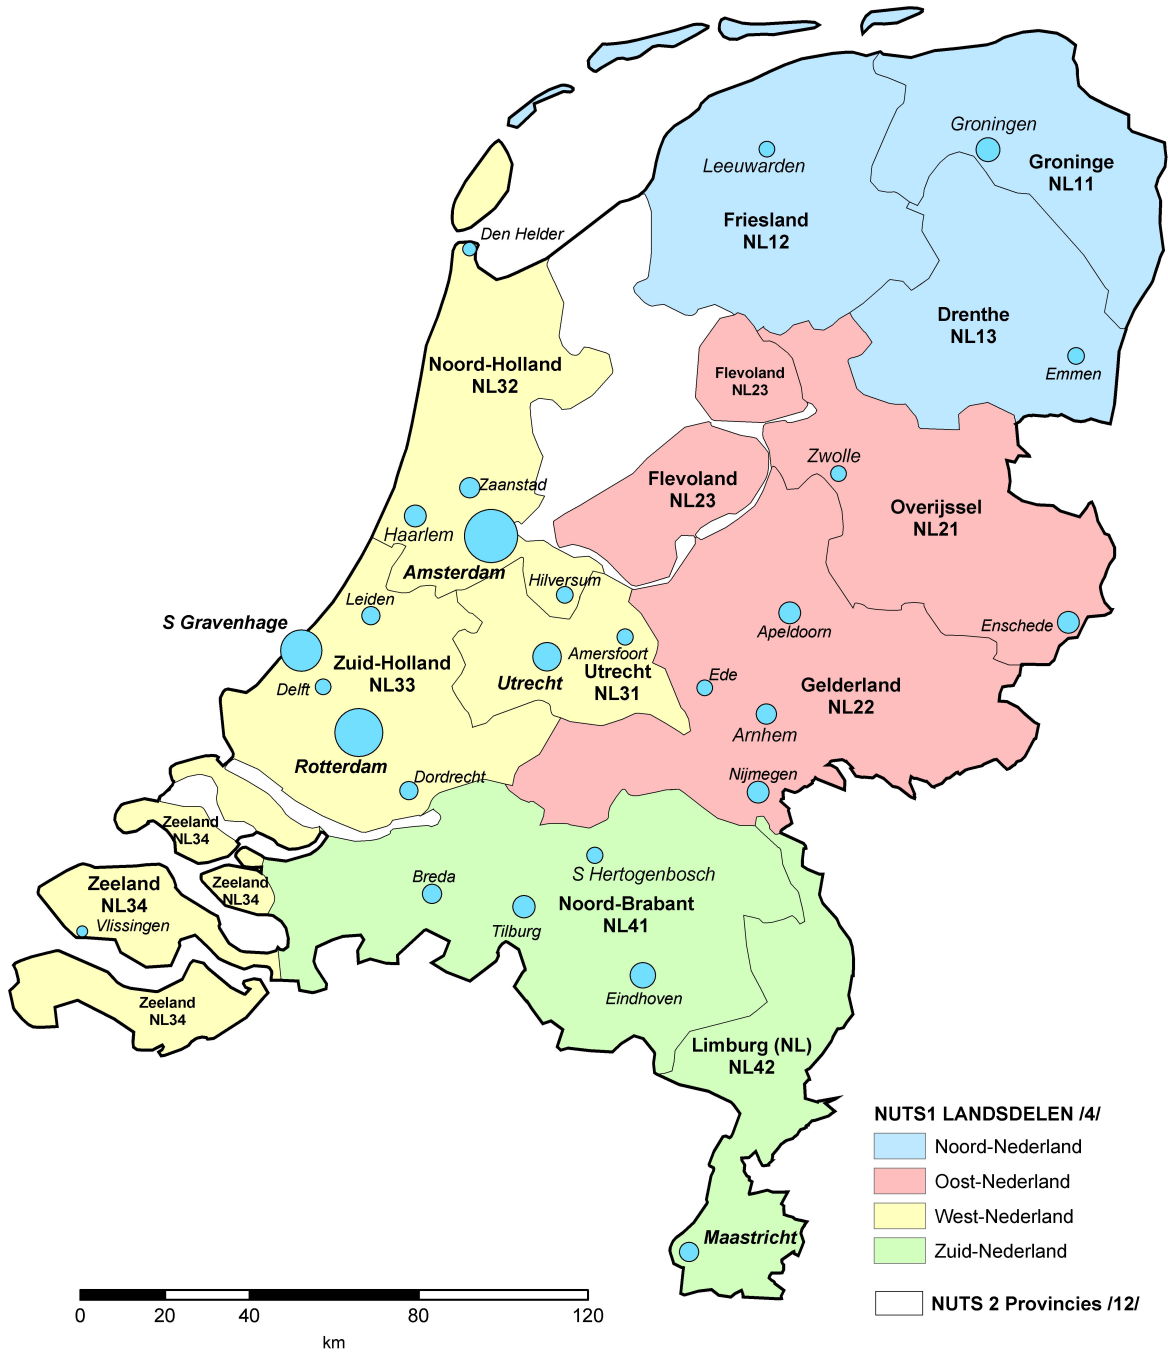 Groningen
Leeuwarden
Groninge
NL11
Friesland
NL12
Den Helder
Drenthe
NL13
Emmen
Noord-Holland
NL32
Flevoland
NL23
Zwolle
Flevoland
NL23
Zaanstad
Overijssel
NL21
Haarlem
Amsterdam
Hilversum
Leiden
S Gravenhage
Apeldoorn
Enschede
Amersfoort
Zuid-Holland
NL33
Utrecht
NL31
Utrecht
Delft
Ede
Gelderland
NL22
Arnhem
Rotterdam
Dordrecht
Nijmegen
Zeeland
NL34
Zeeland
NL34
Zeeland
NL34
Vlissingen
Breda
S Hertogenbosch
Noord-Brabant
NL41
Tilburg
Eindhoven
Zeeland
NL34
Limburg (NL)
NL42
Maastricht
NUTS1 LANDSDELEN /4/
Noord-Nederland
Oost-Nederland
West-Nederland
Zuid-Nederland
NUTS 2 Provincies /12/
0 20 40 80 120
km